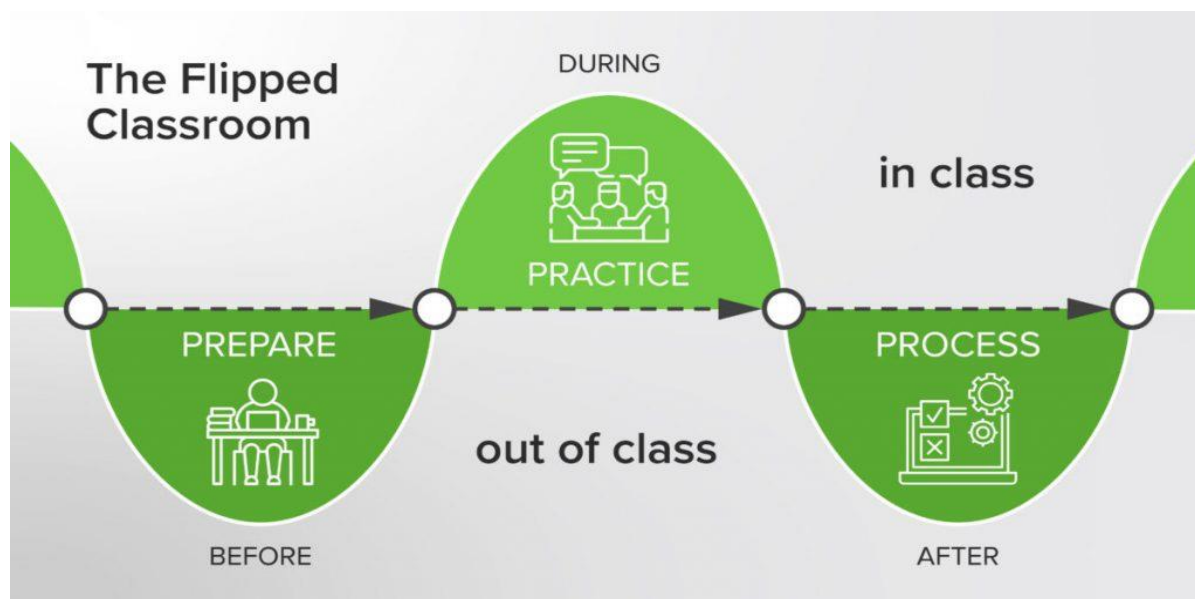 The Flipped
Classroom
DURING
in class
PRACTICE
PREPARE
PROCESS
out of class
BEFORE
AFTER